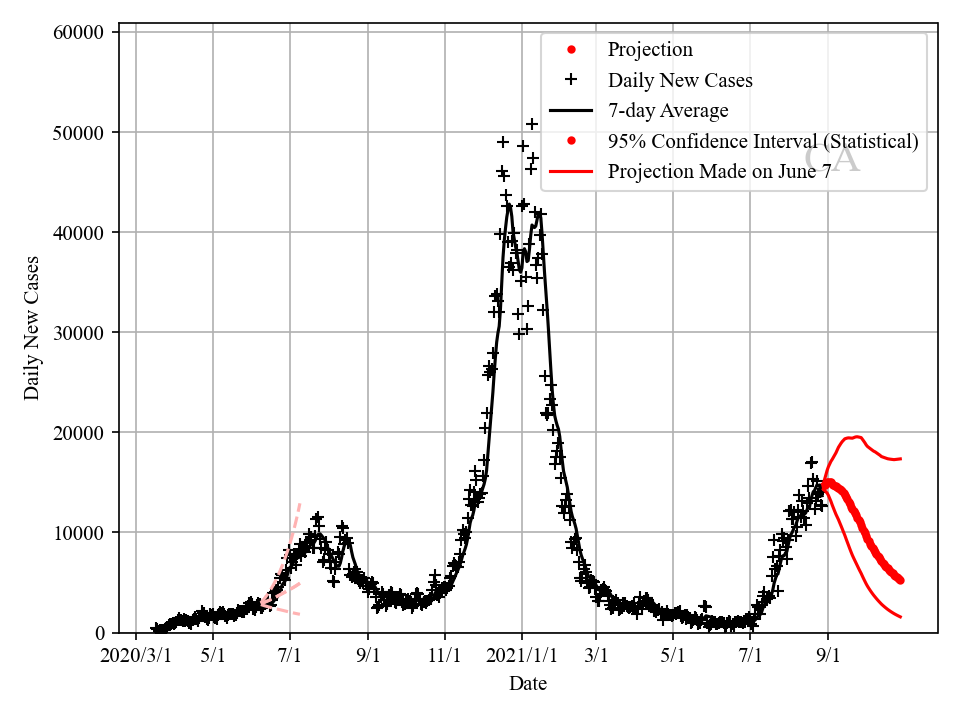 60000
50000
40000
30000
20000
10000
0
Daily New Cases
Projection
Daily New Cases
7-day Average
95% Confidence Interval (Statistical)
Projection Made on June 7
CA
2020/3/1 5/1 7/1 9/1 11/1 2021/1/1 3/1 5/1 7/1 9/1
Date